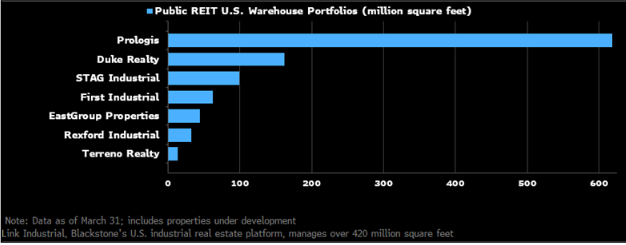 Public REIT U.S. Warehouse Portfolios (million square feet)
Prologis
Duke Realty
STAG Industrial
First Industrial
EastGroup Properties
Rexford Industrial
Terreno Realty
0 100 200 300 400 500 600
Note: Data as of March 31; includes properties under development
Link Industrial, Blackstone's U.S. industrial real estate platform, manages over 420 million square feet